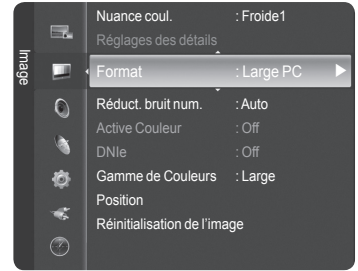 Image
Nuance coul. : Froide1
Réglages des détails
Format : Large PC
Réduct. bruit num. : Auto
Active Couleur : Off
DNIe : Off
Gamme de Couleurs : Large
Position
Réinitialisation de l'image